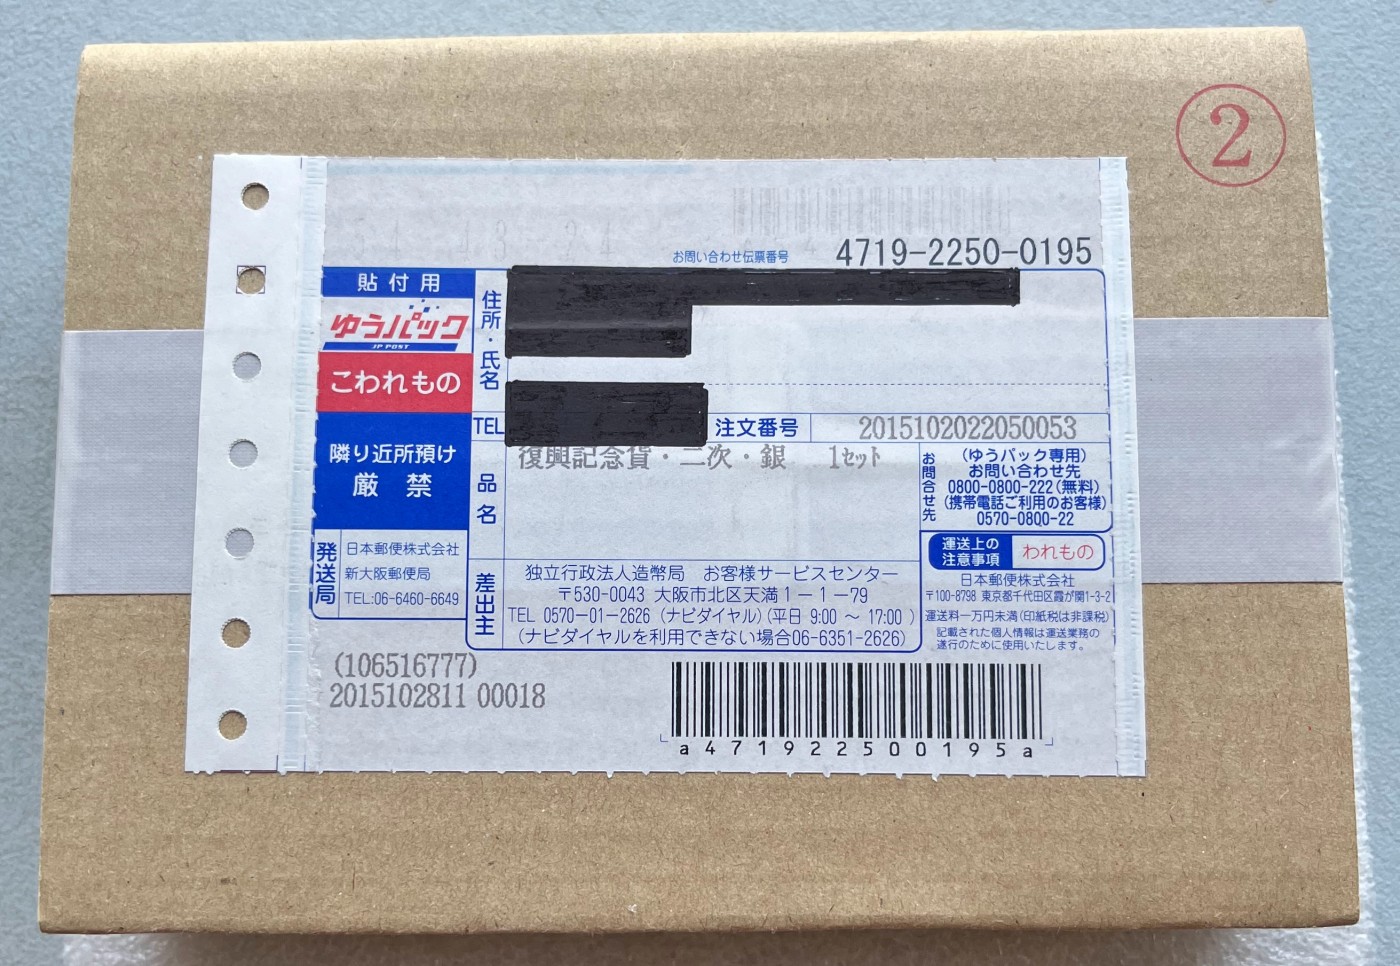 ②
お問い合わせ伝票番号 4719-2250-0195
貼付用
ゆうパック
JP POST
こわれもの
隣り近所預け
厳 禁
住所・氏名
TEL
注文番号 2015102022050053
品名
復興記念貨・二次・銀 1セット
お問合せ先
(ゆうパック専用)
お問い合わせ先
0800-0800-222(無料)
(携帯電話ご利用のお客様)
0570-0800-22
発送局
日本郵便株式会社
新大阪郵便局
TEL:06-6460-6649
差出主
独立行政法人造幣局 お客様サービスセンター
〒530-0043 大阪市北区天満1-1-79
TEL 0570-01-2626(ナビダイヤル)(平日 9:00 ～ 17:00)
(ナビダイヤルを利用できない場合06-6351-2626)
運送上の
注意事項
われもの
日本郵便株式会社
〒100-8798 東京都千代田区霞が関1-3-2
運送料一万円未満(印紙税は非課税)
記載された個人情報は運送業務の
遂行のために使用いたします。
(106516777)
2015102811 00018
a471922500195a